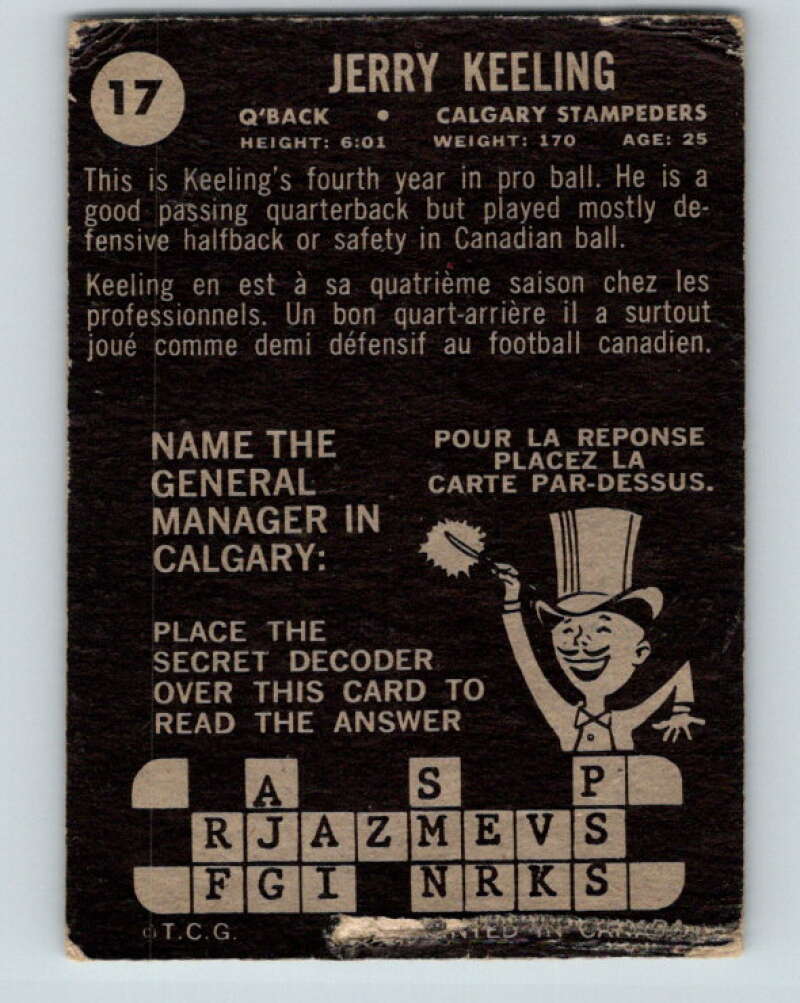 17
JERRY KEELING
Q'BACK • CALGARY STAMPEDERS
HEIGHT: 6:01 WEIGHT: 170 AGE: 25
This is Keeling's fourth year in pro ball. He is a
good passing quarterback but played mostly de-
fensive halfback or safety in Canadian ball.
Keeling en est à sa quatrième saison chez les
professionnels. Un bon quart-arrière il a surtout
joué comme demi défensif au football canadien.
NAME THE
GENERAL
MANAGER IN
CALGARY:
POUR LA REPONSE
PLACEZ LA
CARTE PAR-DESSUS.
PLACE THE
SECRET DECODER
OVER THIS CARD TO
READ THE ANSWER
A S P
R J A Z M E V S
F G I N R K S
©T.C.G. IN